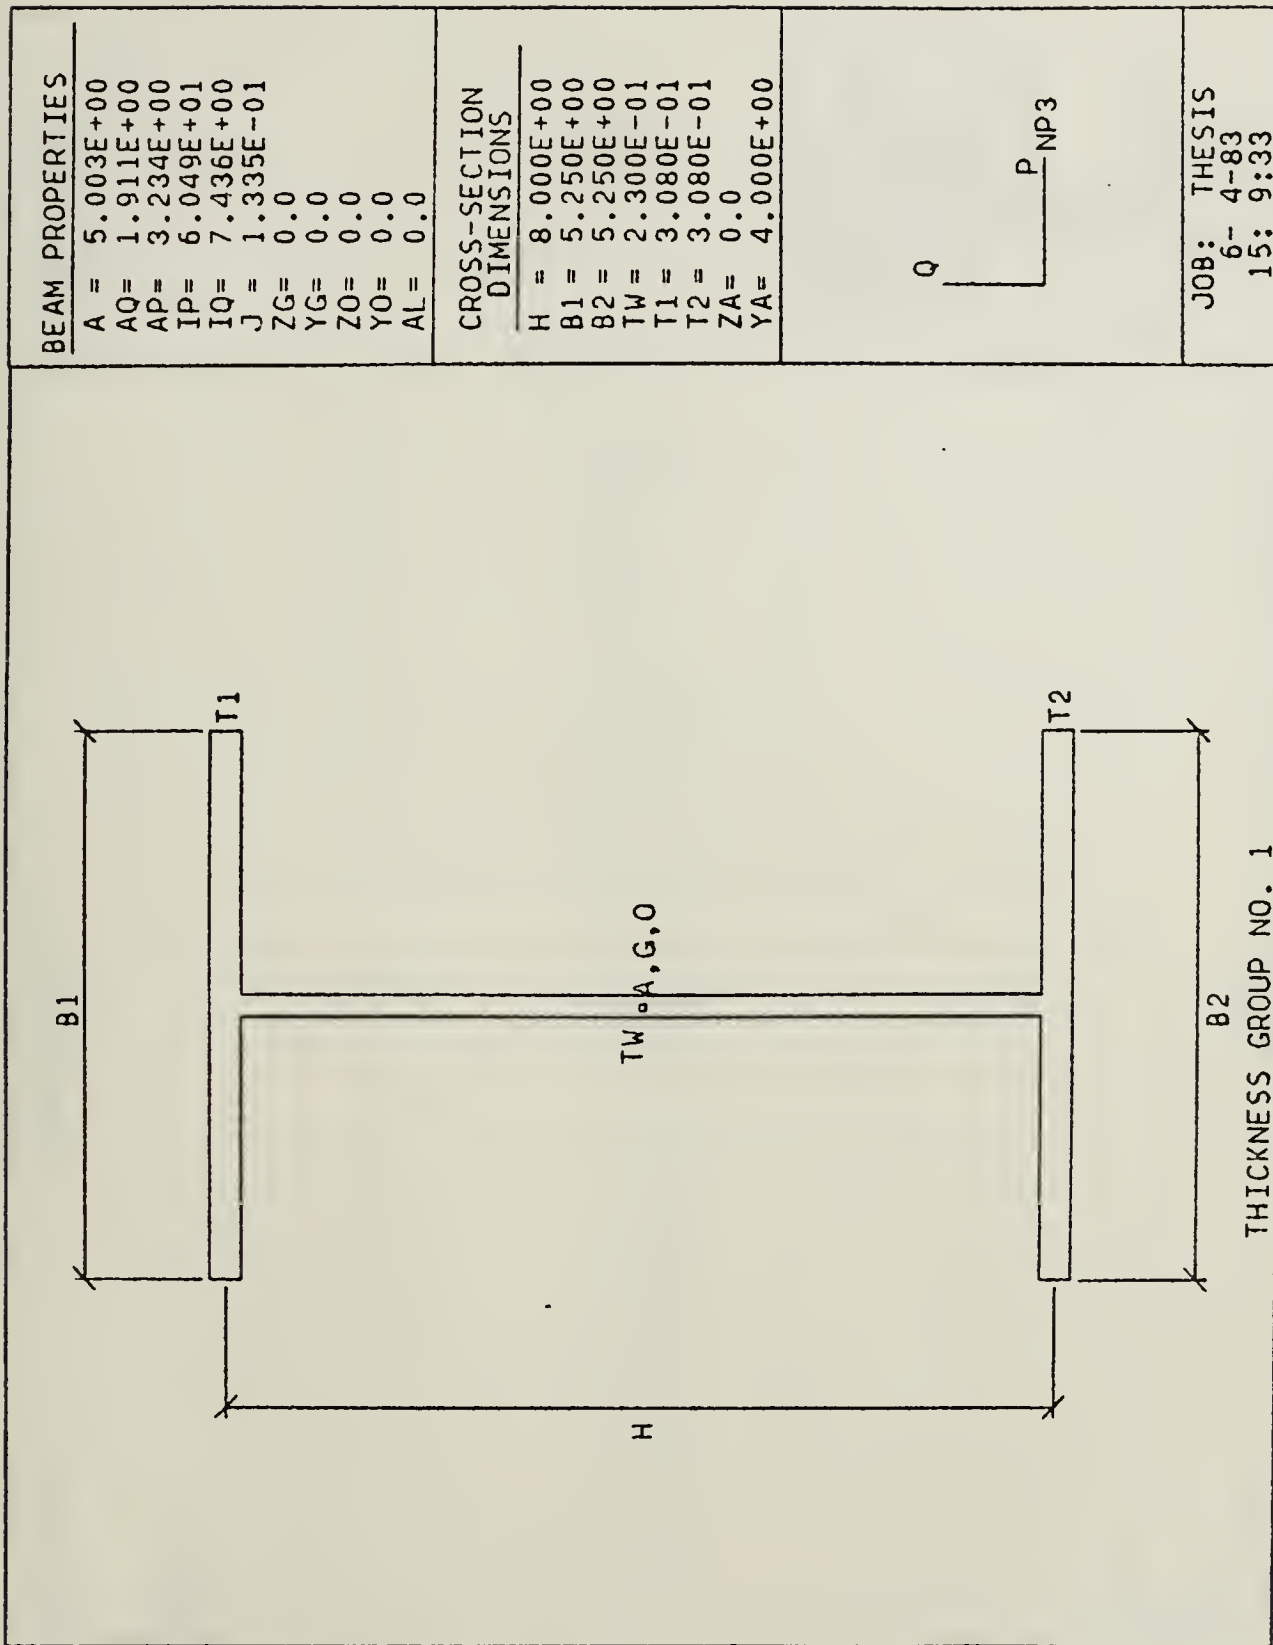 B1
T1
TW
A,G,O
H
T2
B2
THICKNESS GROUP NO. 1
BEAM PROPERTIES
A = 5.003E+00
AQ= 1.911E+00
AP= 3.234E+00
IP= 6.049E+01
IQ= 7.436E+00
J = 1.335E-01
ZG= 0.0
YG= 0.0
ZO= 0.0
YO= 0.0
AL= 0.0
CROSS-SECTION
DIMENSIONS
H = 8.000E+00
B1 = 5.250E+00
B2 = 5.250E+00
TW = 2.300E-01
T1 = 3.080E-01
T2 = 3.080E-01
ZA= 0.0
YA= 4.000E+00
Q
P
NP3
JOB: THESIS
6- 4-83
15: 9:33